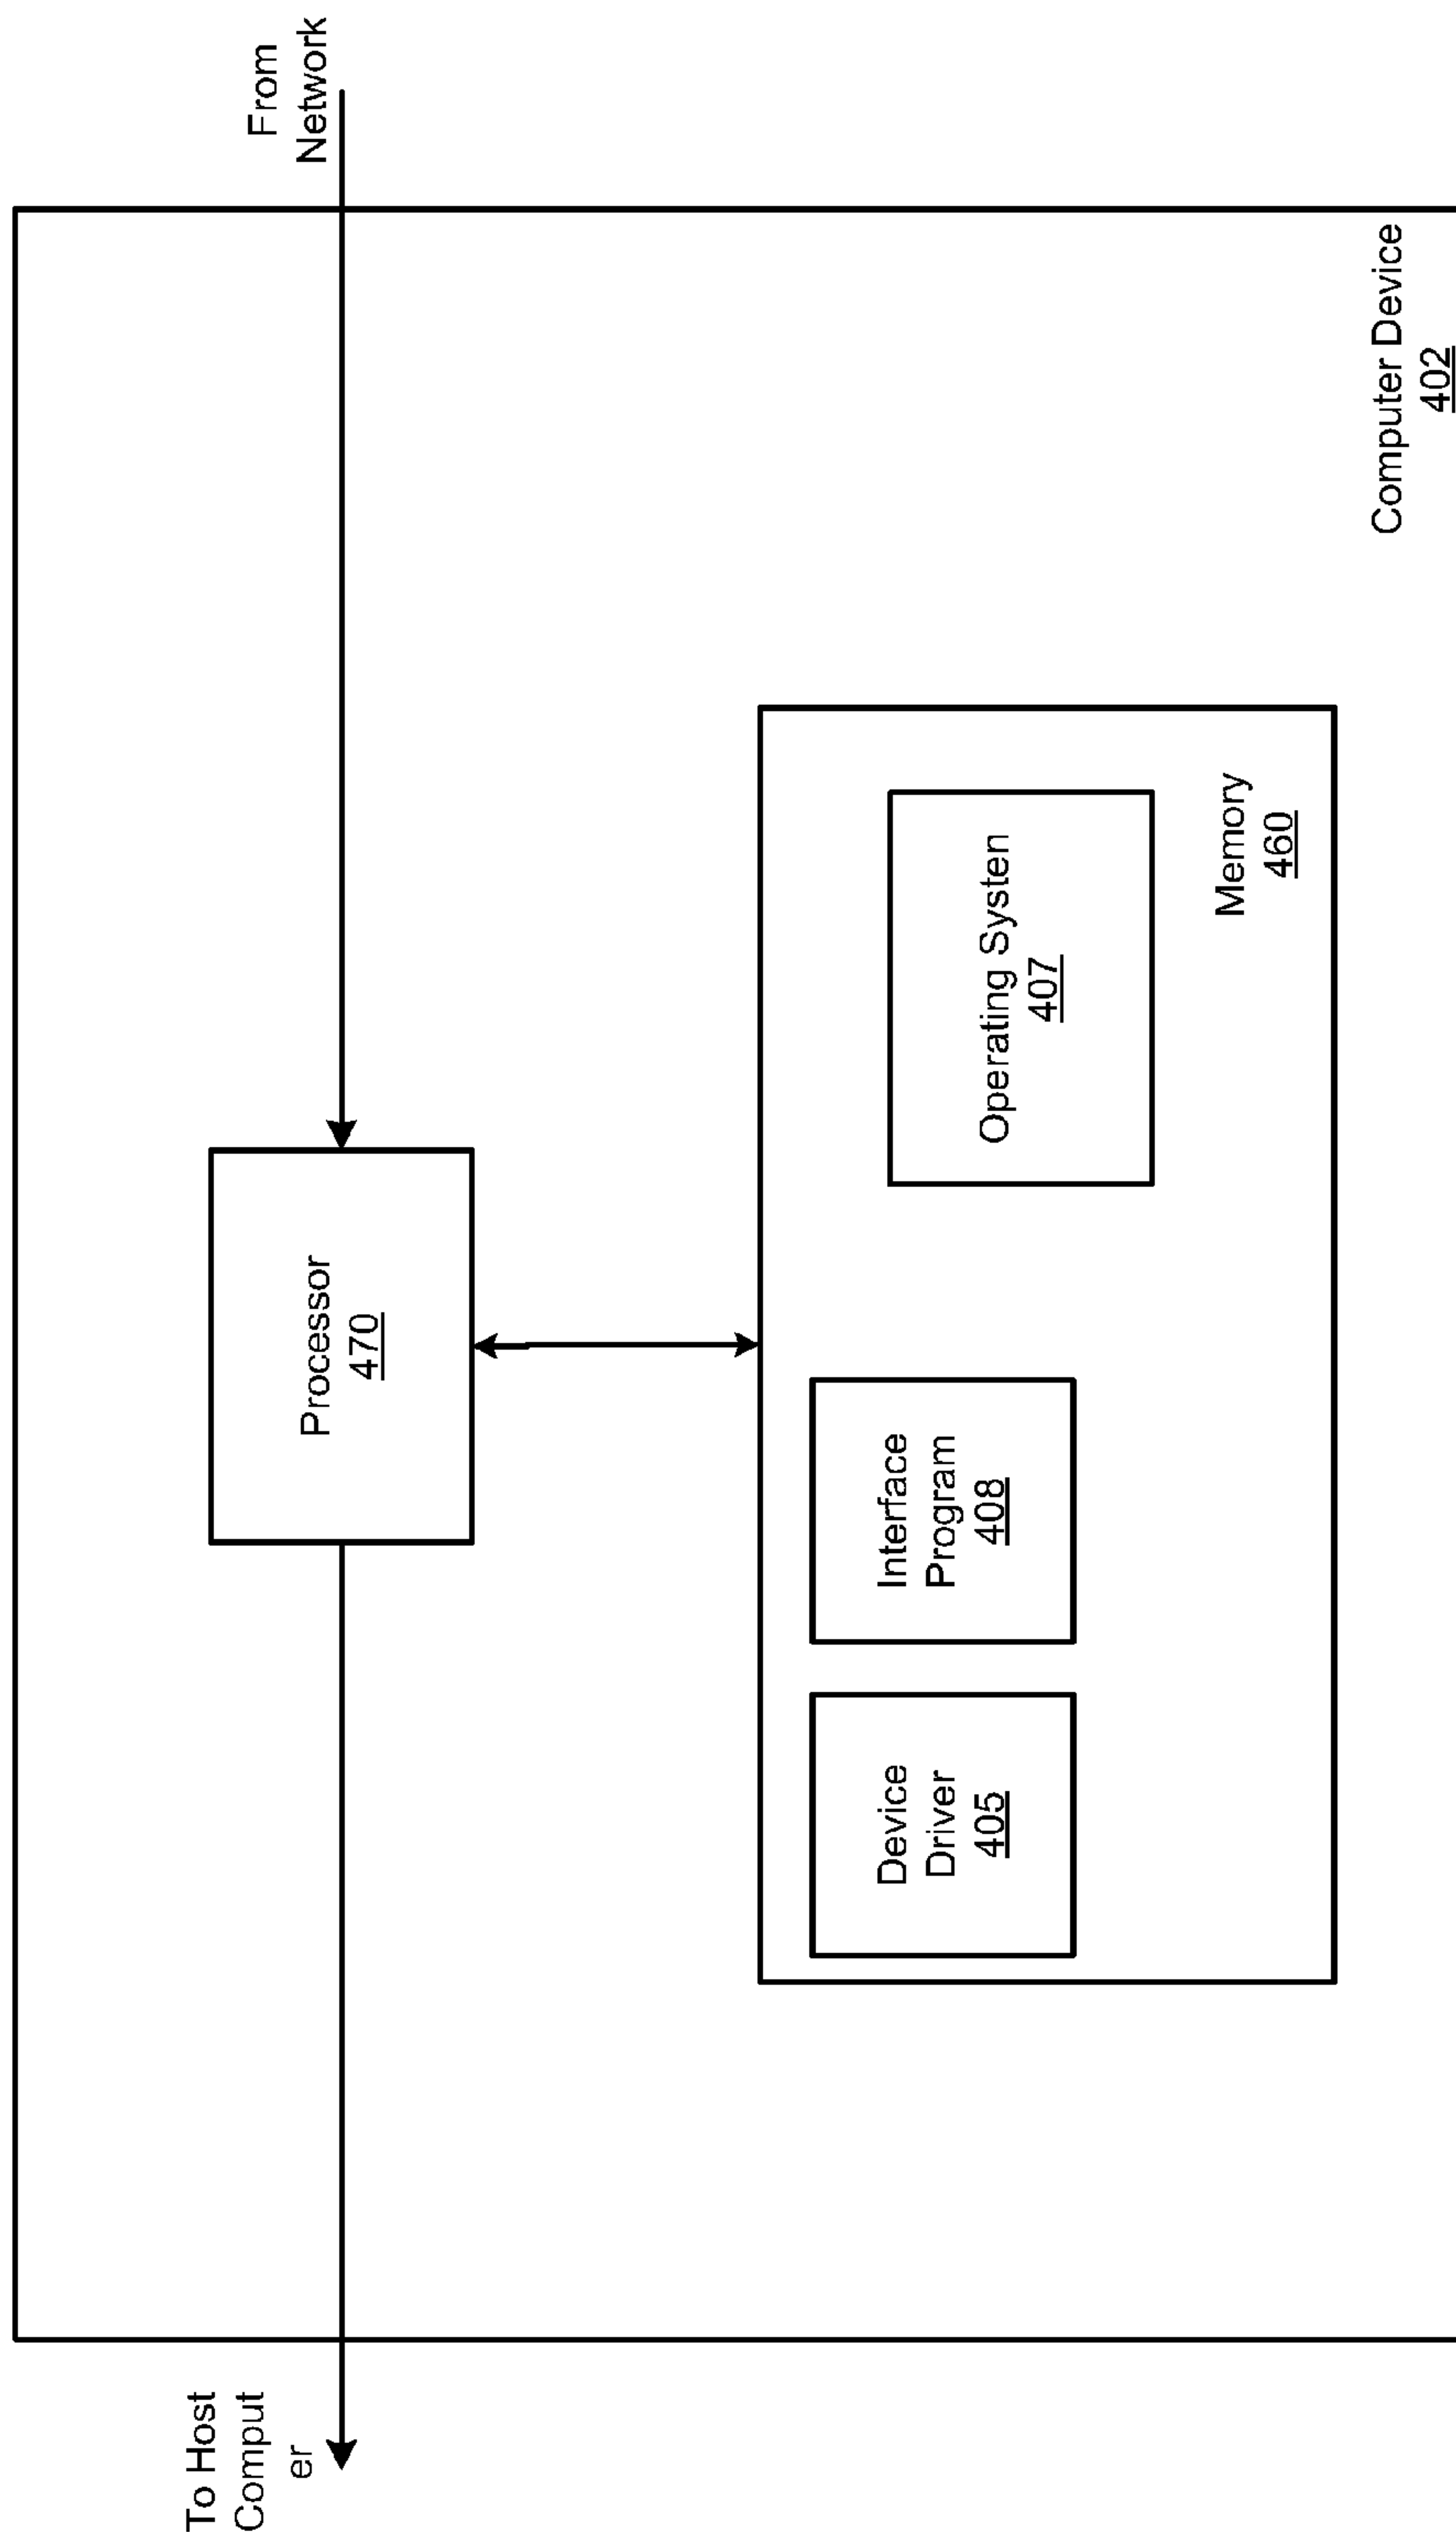 To Host
Comput
er
From
Network
Processor
470
Device
Driver
405
Interface
Program
408
Operating Systen
407
Memory
460
Computer Device
402